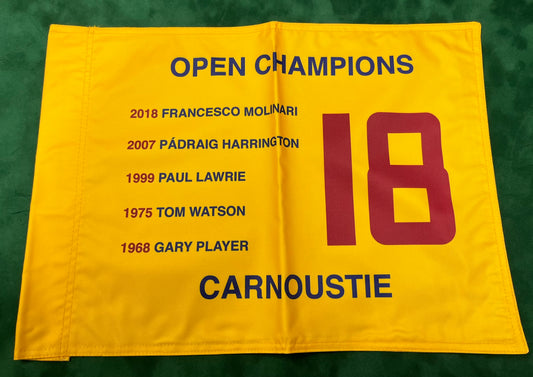 OPEN CHAMPIONS
2018 FRANCESCO MOLINARI
2007 PÁDRAIG HARRINGTON
1999 PAUL LAWRIE
1975 TOM WATSON
1968 GARY PLAYER
18
CARNOUSTIE